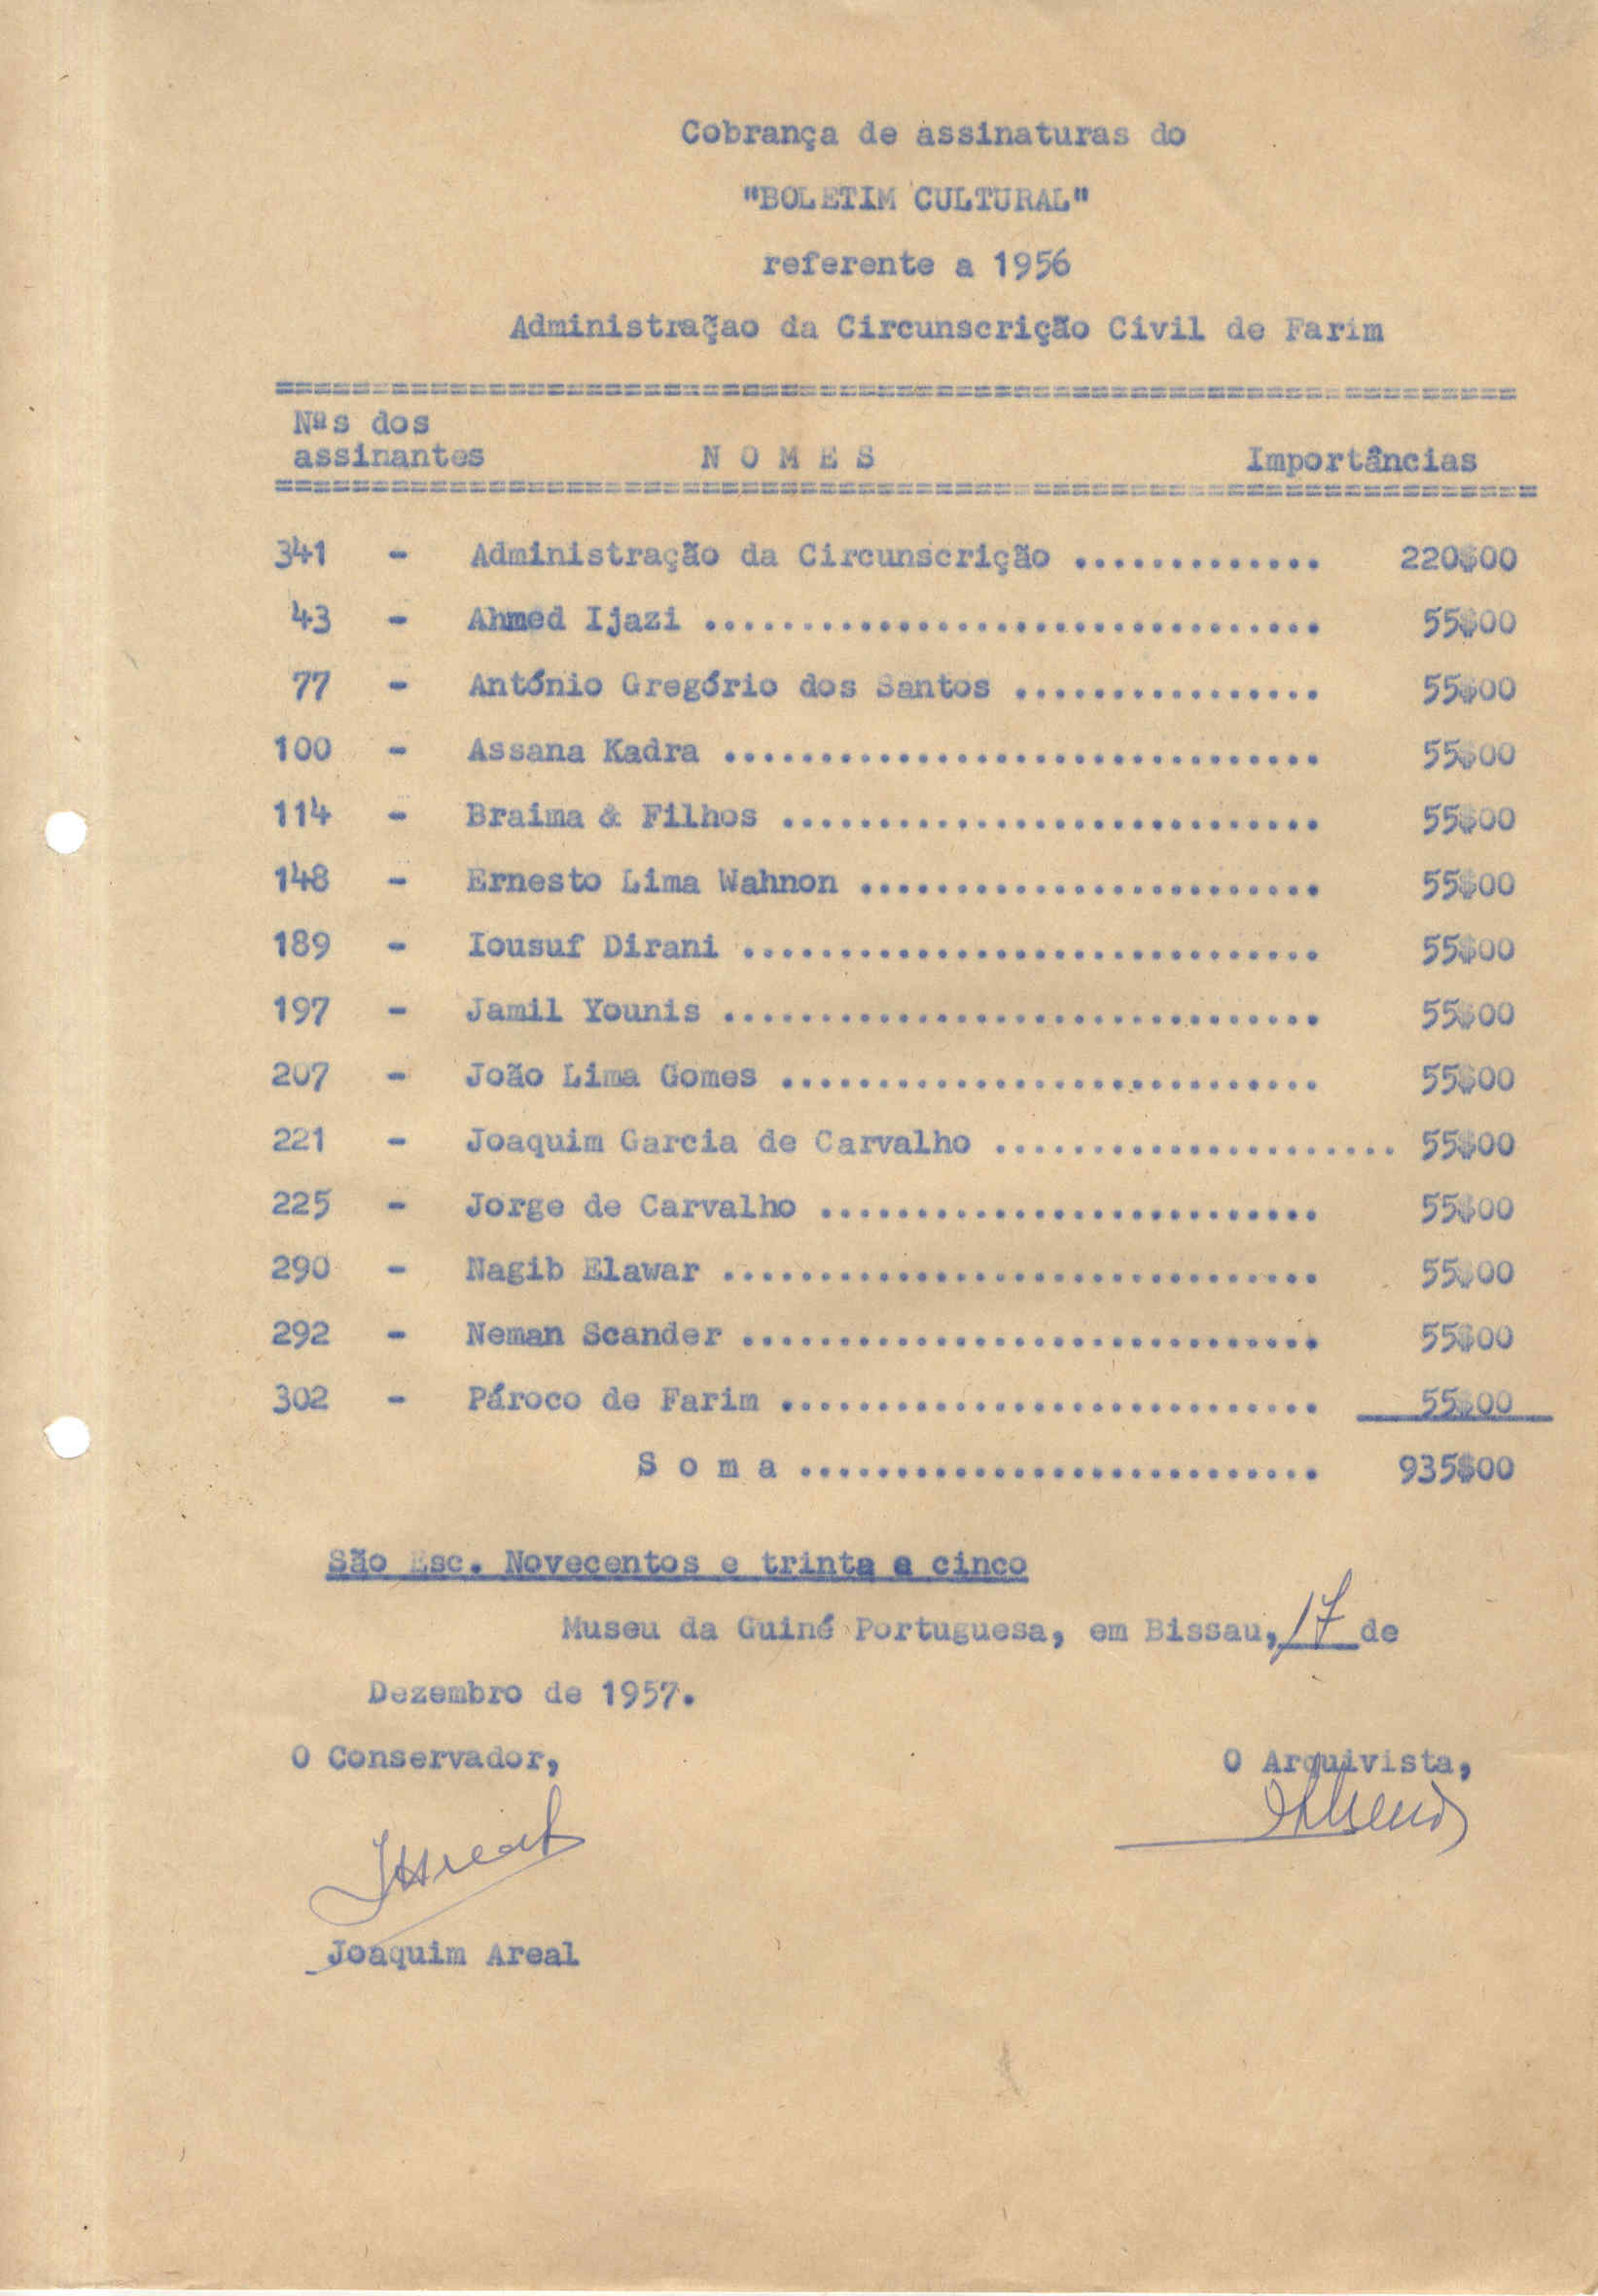 Cobrança de assinaturas do
"BOLETIM CULTURAL"
referente a 1956
Administraçao da Circunscrição Civil de Farim
Nºs dos
assinantes N O M E S Importâncias
341 - Administração da Circunscrição ............. 220$00
43 - Ahmed Ijazi ................................ 55$00
77 - António Gregório dos Santos ................ 55$00
100 - Assana Kadra ............................... 55$00
114 - Braima & Filhos ............................ 55$00
148 - Ernesto Lima Wahnon ........................ 55$00
189 - Iousuf Dirani .............................. 55$00
197 - Jamil Younis ............................... 55$00
207 - João Lima Gomes ............................ 55$00
221 - Joaquim Garcia de Carvalho ..................... 55$00
225 - Jorge de Carvalho .......................... 55$00
290 - Nagib Elawar ............................... 55$00
292 - Neman Scander .............................. 55$00
302 - Pároco de Farim ............................ 55$00
S o m a ........................... 935$00
São Esc. Novecentos e trinta e cinco
Museu da Guiné Portuguesa, em Bissau, 17 de
Dezembro de 1957.
O Conservador, O Arquivista,
JAreal
Joaquim Areal